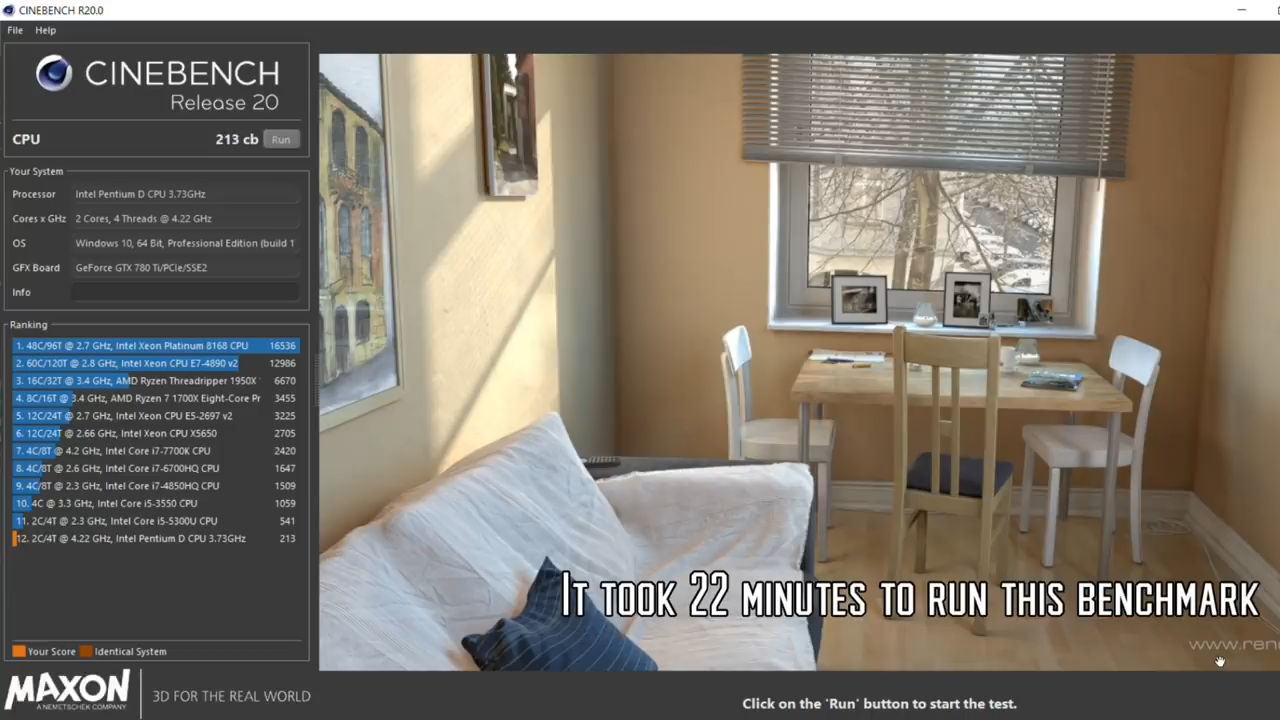 CINEBENCH R20.0
File Help
CINEBENCH
Release 20
CPU 213 cb Run
Your System
Processor Intel Pentium D CPU 3.73GHz
Cores x GHz 2 Cores, 4 Threads @ 4.22 GHz
OS Windows 10, 64 Bit, Professional Edition (build 1
GFX Board GeForce GTX 780 Ti/PCIe/SSE2
Info
Ranking
1. 48C/96T @ 2.7 GHz, Intel Xeon Platinum 8168 CPU 16536
2. 60C/120T @ 2.8 GHz, Intel Xeon CPU E7-4890 v2 12986
3. 16C/32T @ 3.4 GHz, AMD Ryzen Threadripper 1950X 6670
4. 8C/16T @ 3.4 GHz, AMD Ryzen 7 1700X Eight-Core Pr 3455
5. 12C/24T @ 2.7 GHz, Intel Xeon CPU E5-2697 v2 3225
6. 12C/24T @ 2.66 GHz, Intel Xeon CPU X5650 2705
7. 4C/8T @ 4.2 GHz, Intel Core i7-7700K CPU 2420
8. 4C/8T @ 2.6 GHz, Intel Core i7-6700HQ CPU 1647
9. 4C/8T @ 2.3 GHz, Intel Core i7-4850HQ CPU 1509
10. 4C @ 3.3 GHz, Intel Core i5-3550 CPU 1059
11. 2C/4T @ 2.3 GHz, Intel Core i5-5300U CPU 541
12. 2C/4T @ 4.22 GHz, Intel Pentium D CPU 3.73GHz 213
Your Score Identical System
It took 22 minutes to run this benchmark
www.ren
MAXON
A NEMETSCHEK COMPANY
3D FOR THE REAL WORLD
Click on the 'Run' button to start the test.